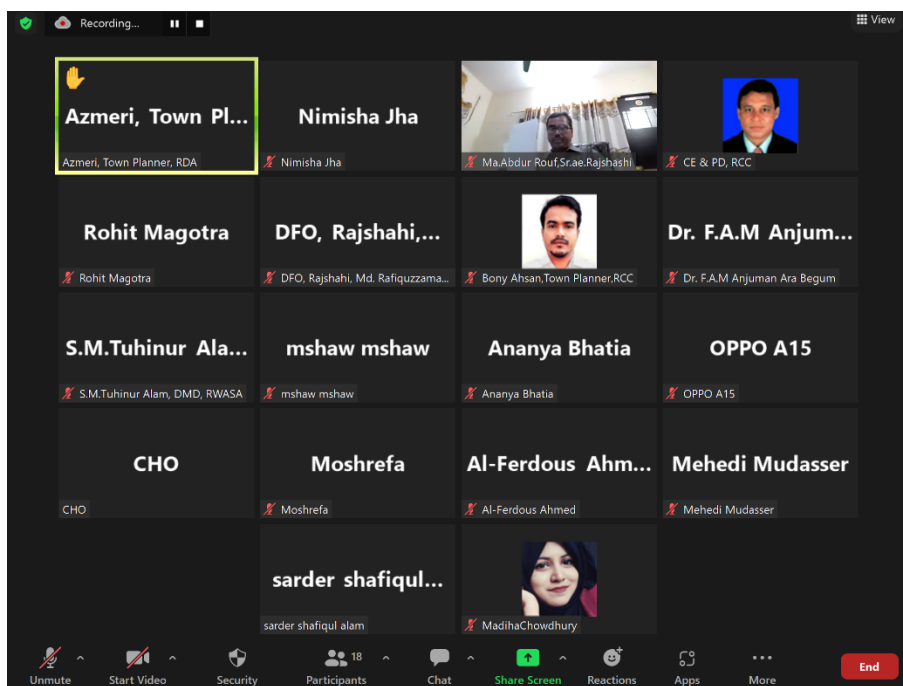 Recording...
View
Azmeri, Town Pl...
Azmeri, Town Planner, RDA
Nimisha Jha
Nimisha Jha
Ma.Abdur Rouf,Sr.ae.Rajshashi
CE & PD, RCC
Rohit Magotra
Rohit Magotra
DFO, Rajshahi,...
DFO, Rajshahi, Md. Rafiquzzama...
Bony Ahsan,Town Planner,RCC
Dr. F.A.M Anjum...
Dr. F.A.M Anjuman Ara Begum
S.M.Tuhinur Ala...
S.M.Tuhinur Alam, DMD, RWASA
mshaw mshaw
mshaw mshaw
Ananya Bhatia
Ananya Bhatia
OPPO A15
OPPO A15
CHO
CHO
Moshrefa
Moshrefa
Al-Ferdous Ahm...
Al-Ferdous Ahmed
Mehedi Mudasser
Mehedi Mudasser
sarder shafiqul...
sarder shafiqul alam
MadihaChowdhury
Unmute
Start Video
Security
18
Participants
Chat
Share Screen
Reactions
Apps
More
End